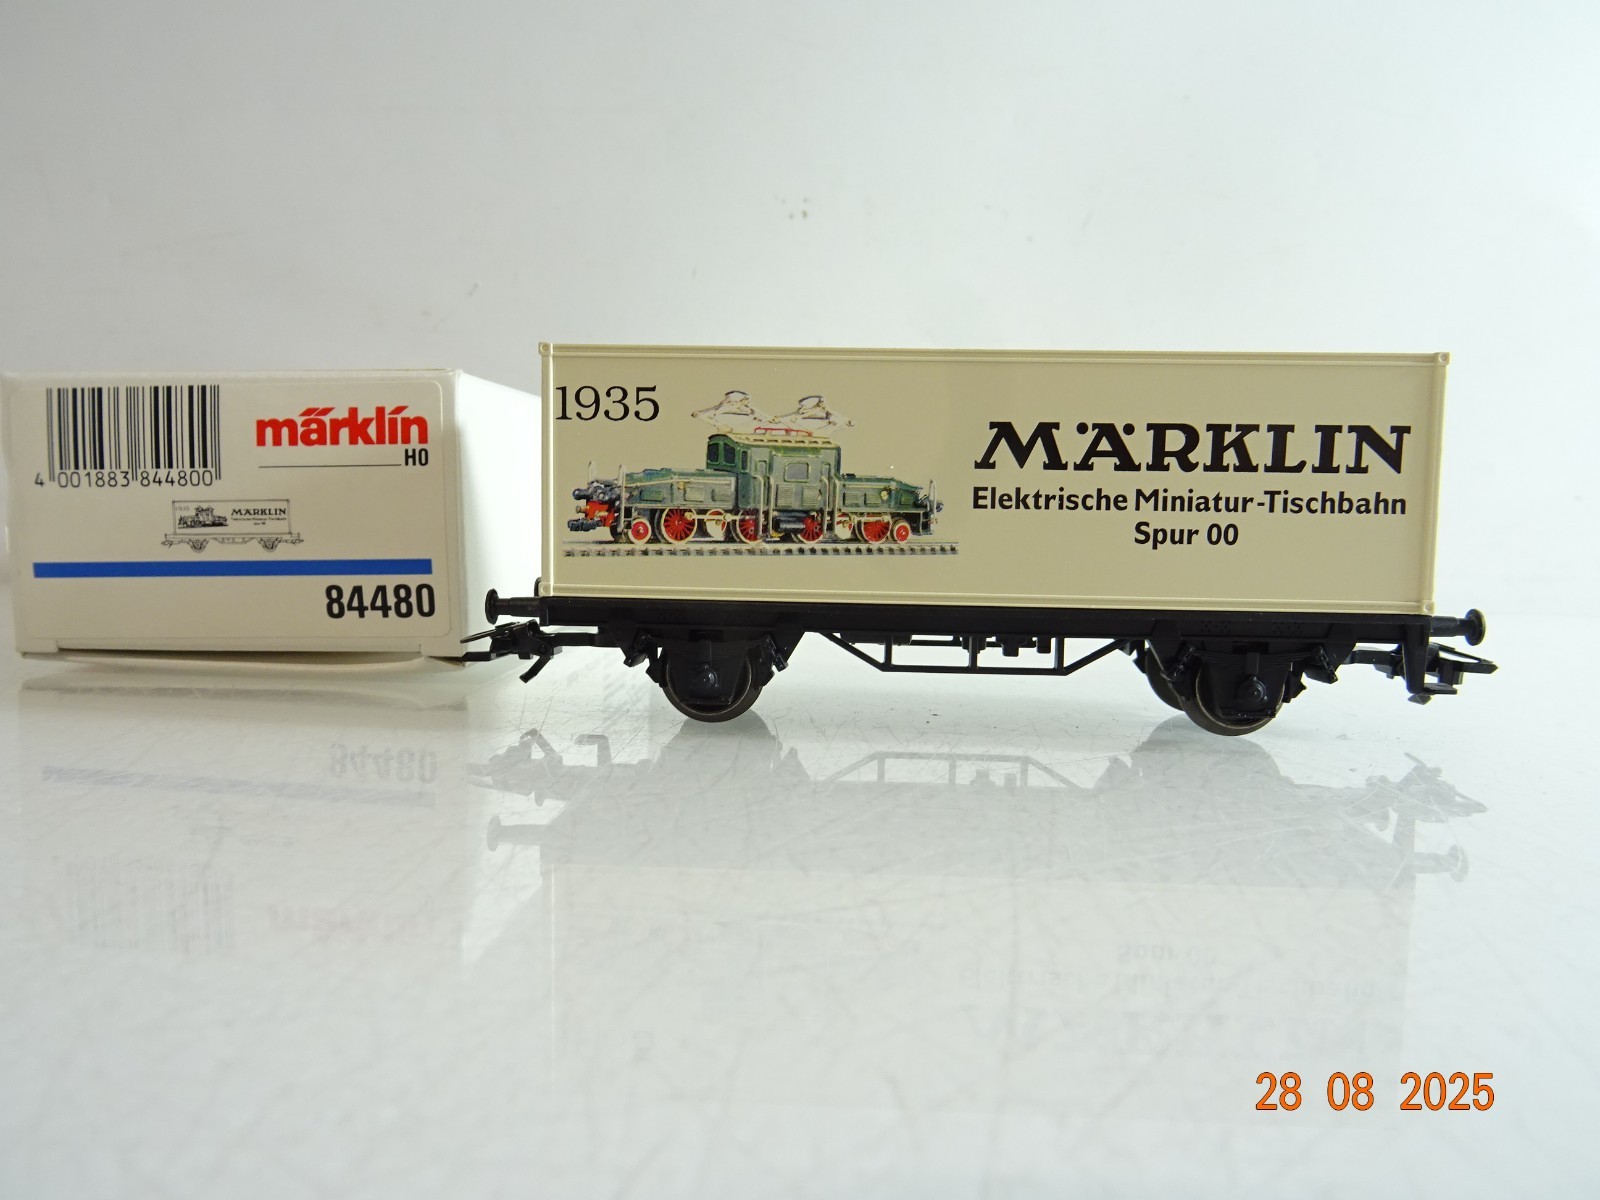 4 001883 844800
märklin
HO
1935
MÄRKLIN
Elektrische Miniatur-Tischbahn
Spur 00
84480
1935
MÄRKLIN
Elektrische Miniatur-Tischbahn
Spur 00
28 08 2025